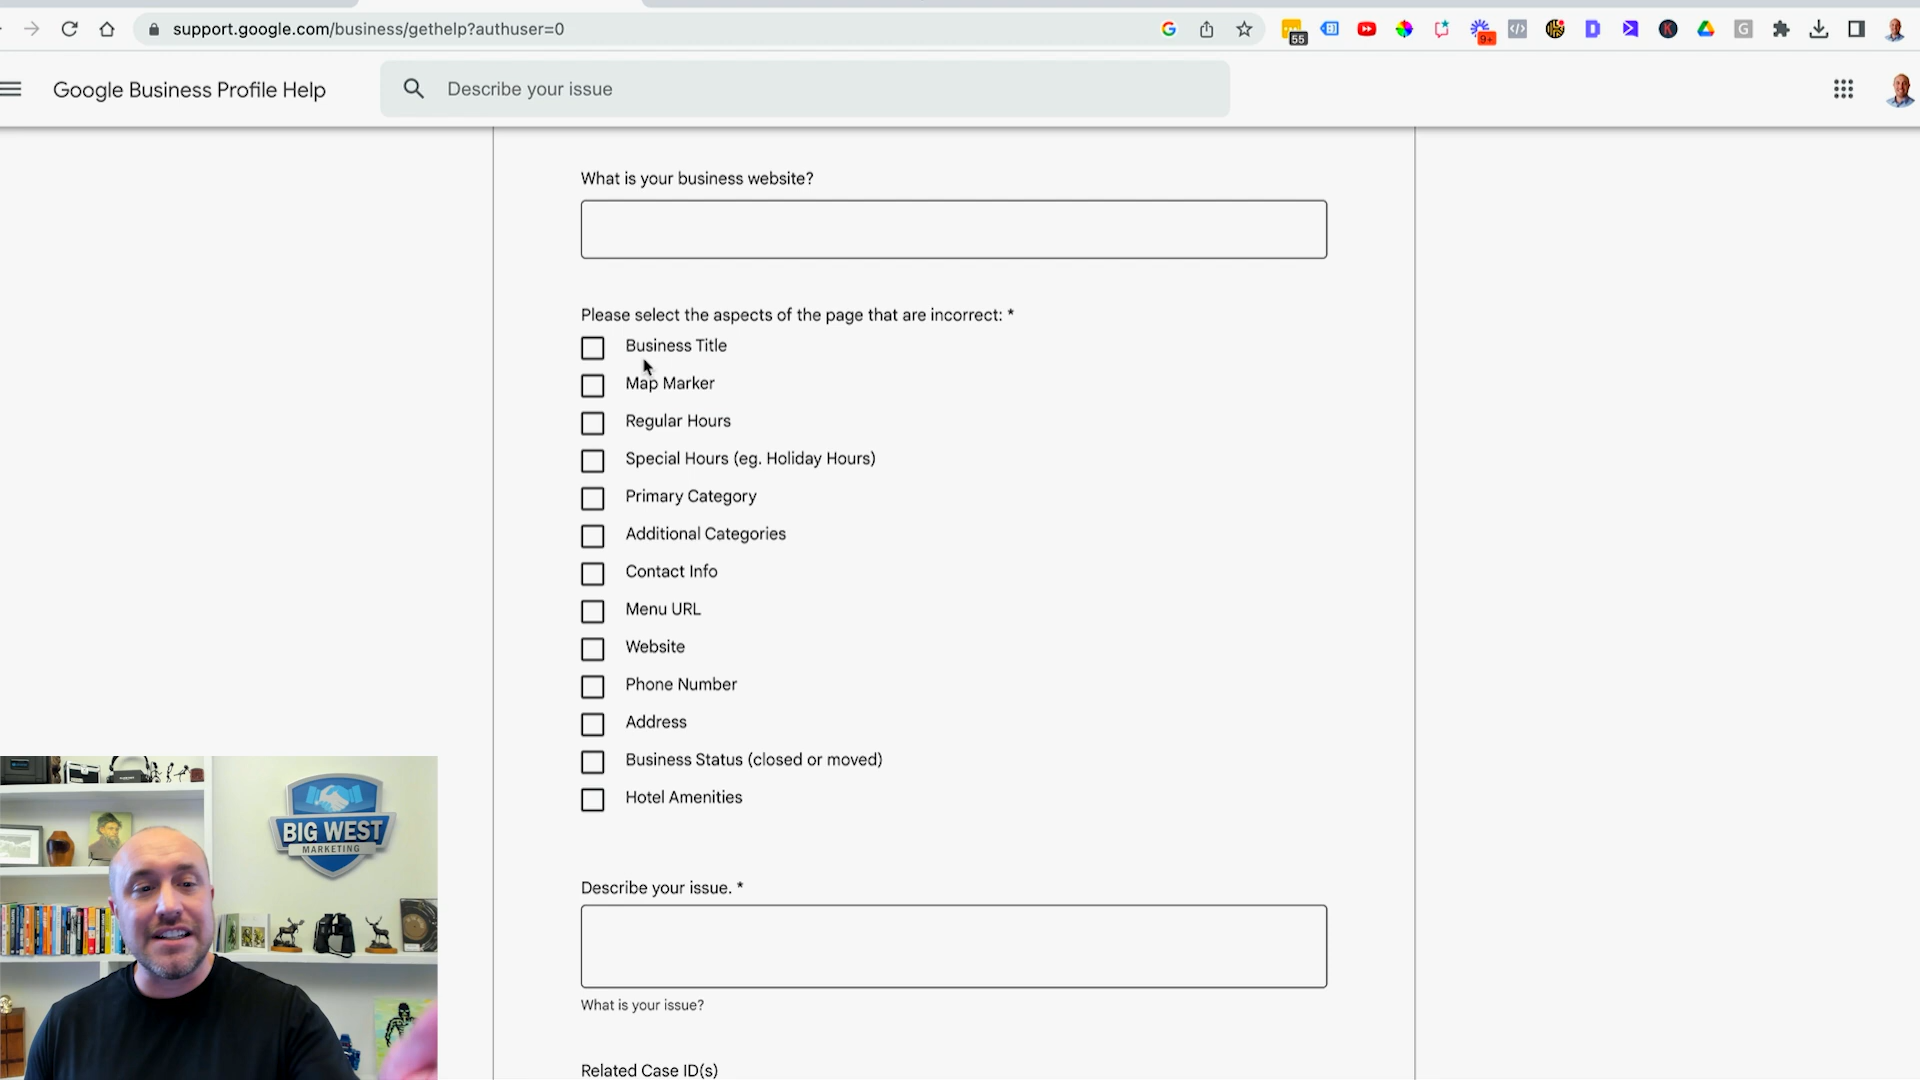 support.google.com/business/gethelp?authuser=0
55
9+
Google Business Profile Help
Describe your issue
What is your business website?
Please select the aspects of the page that are incorrect: *
Business Title
Map Marker
Regular Hours
Special Hours (eg. Holiday Hours)
Primary Category
Additional Categories
Contact Info
Menu URL
Website
Phone Number
Address
Business Status (closed or moved)
Hotel Amenities
BIG WEST
MARKETING
Describe your issue. *
What is your issue?
Related Case ID(s)